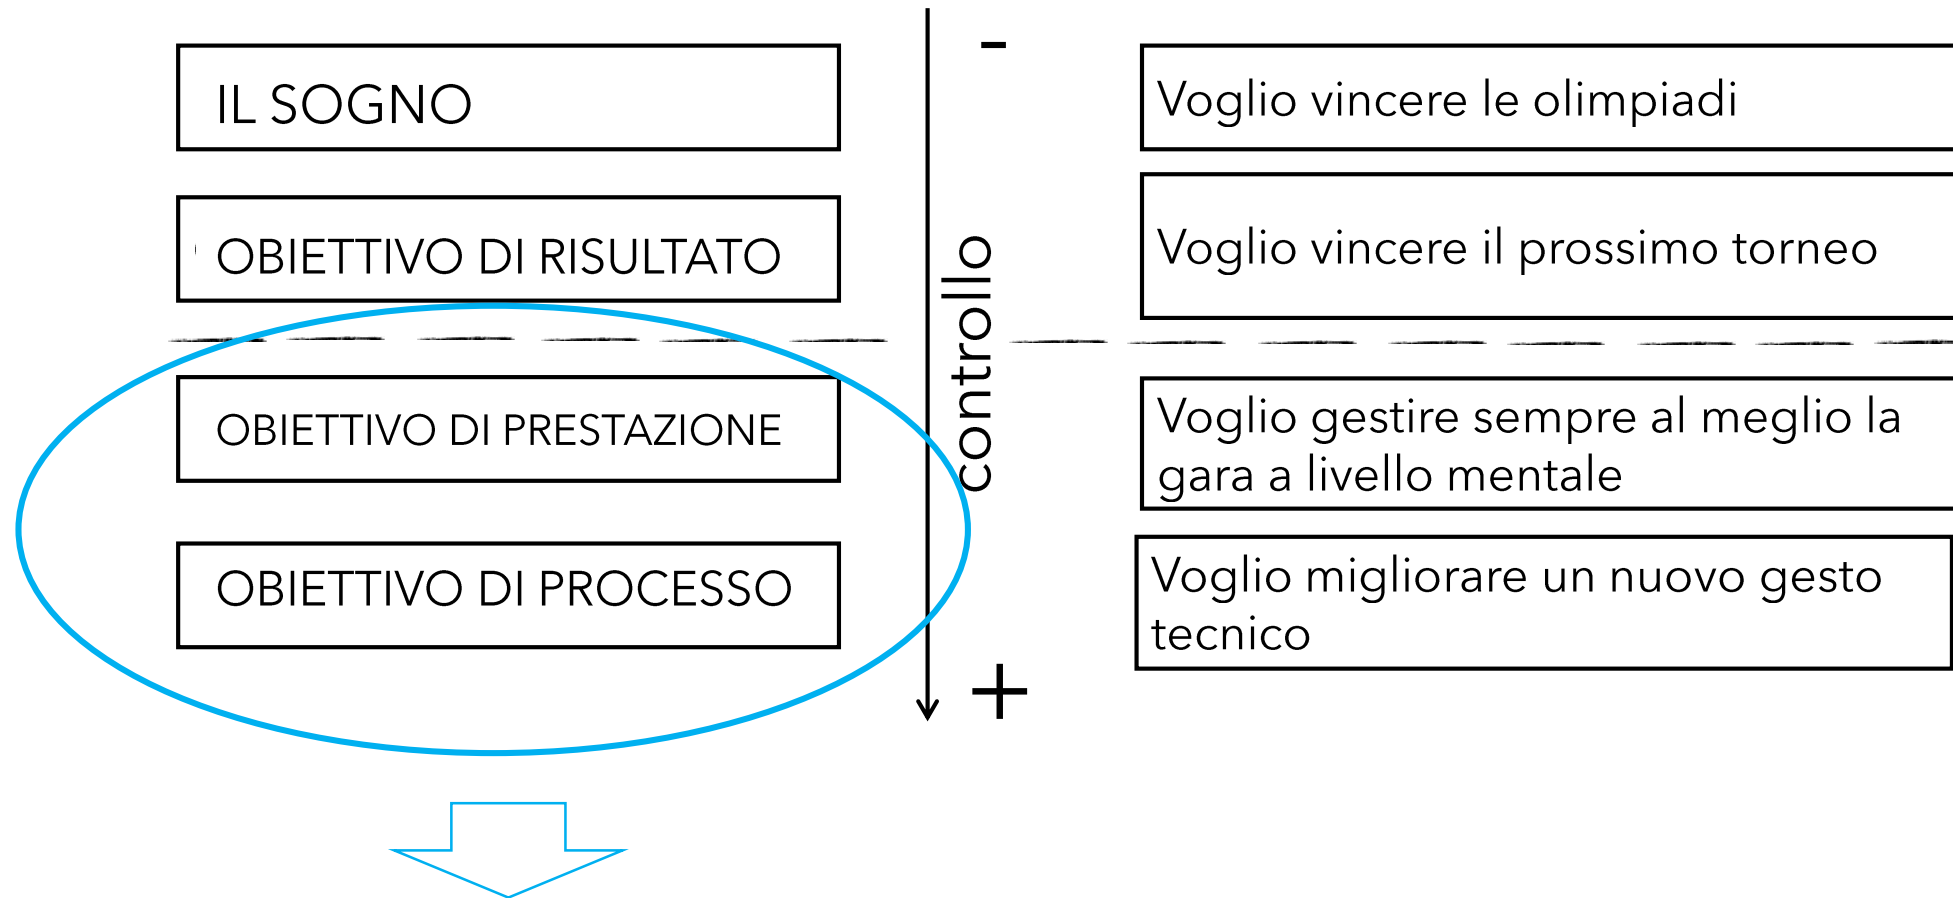 IL SOGNO
OBIETTIVO DI RISULTATO
OBIETTIVO DI PRESTAZIONE
OBIETTIVO DI PROCESSO
-
controllo
+
Voglio vincere le olimpiadi
Voglio vincere il prossimo torneo
Voglio gestire sempre al meglio la
gara a livello mentale
Voglio migliorare un nuovo gesto
tecnico